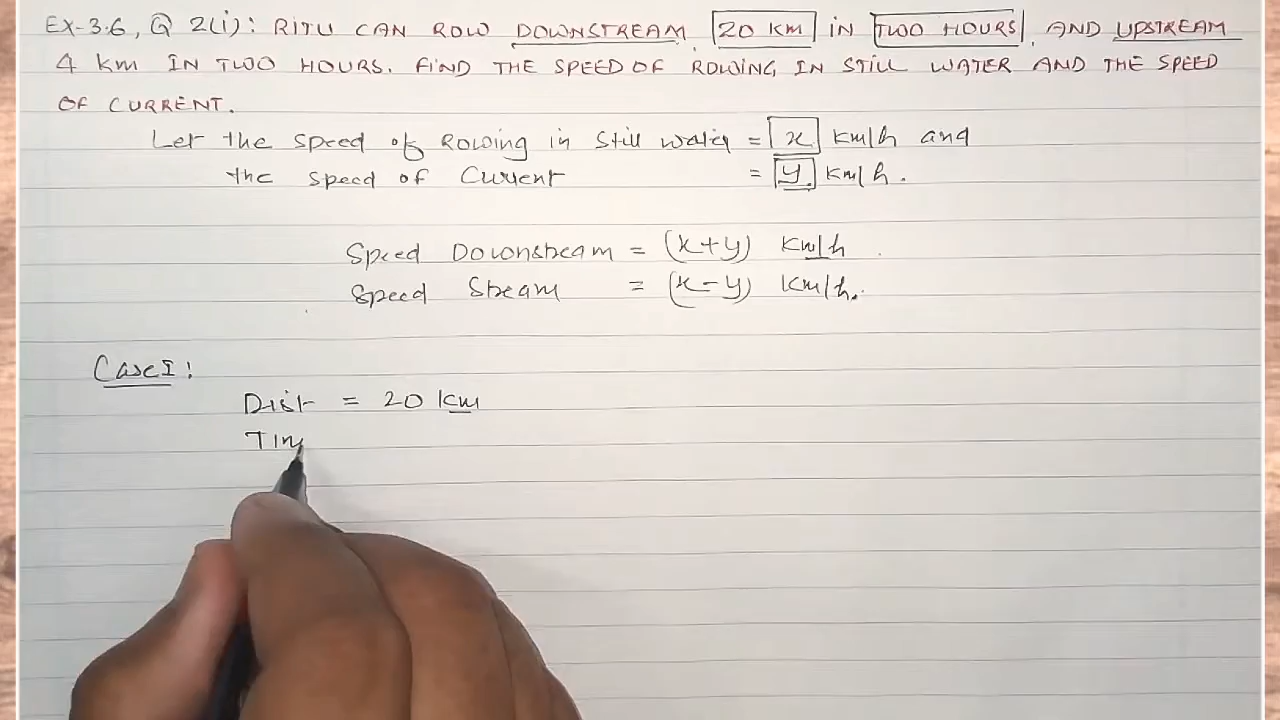 EX-3.6, Q 2(i): RITU CAN ROW DOWNSTREAM 20 KM IN TWO HOURS, AND UPSTREAM
4 KM IN TWO HOURS. FIND THE SPEED OF ROWING IN STILL WATER AND THE SPEED
OF CURRENT.
Let the speed of Rowing in Still water = x km/h and
the speed of Current = y km/h.
Speed Downstream = (x+y) Km/h
Speed Stream = (x-y) Km/h.
Case I:
Dist = 20 km
Tim